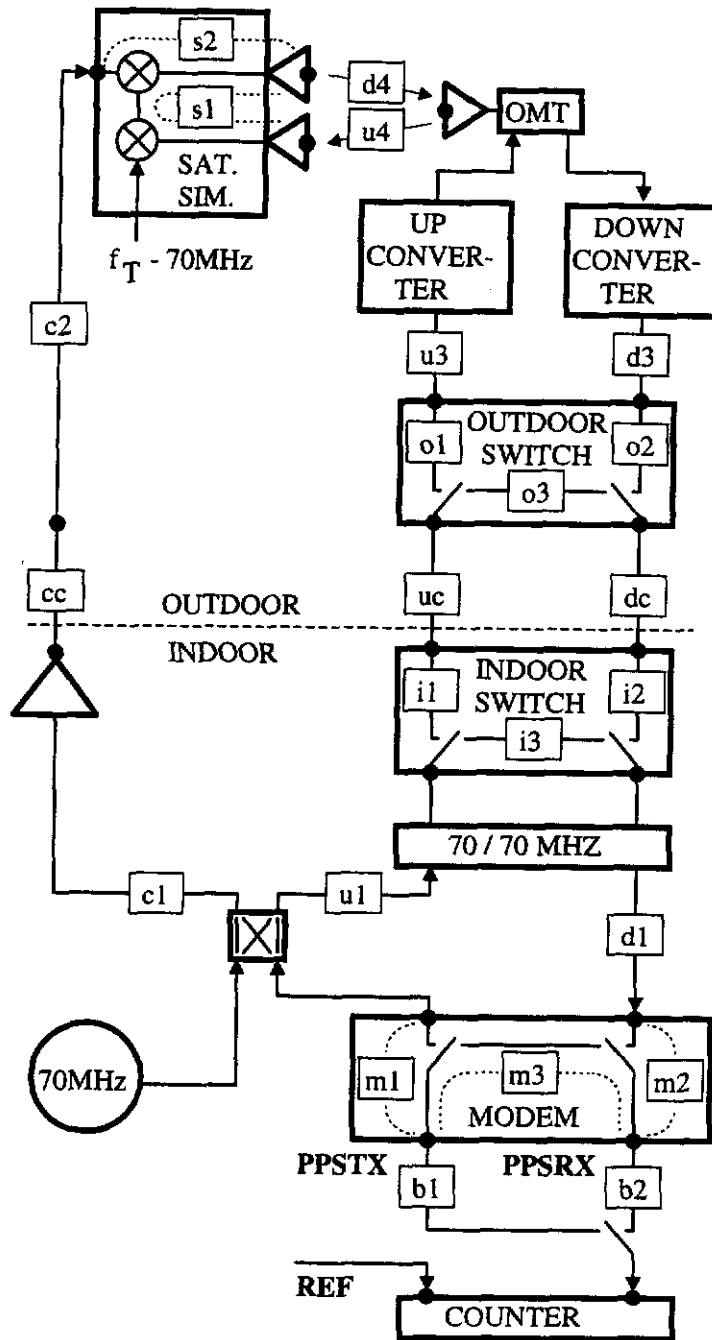 s2
d4
OMT
s1
u4
SAT.
SIM.
UP
CONVER-
TER
DOWN
CONVER-
TER
f T - 70MHz
c2
u3
d3
OUTDOOR
SWITCH
o1
o2
o3
cc
OUTDOOR
uc
dc
INDOOR
INDOOR
SWITCH
i1
i2
i3
70 / 70 MHZ
c1
u1
d1
70MHz
m1
m3
m2
MODEM
PPSTX
PPSRX
b1
b2
REF
COUNTER